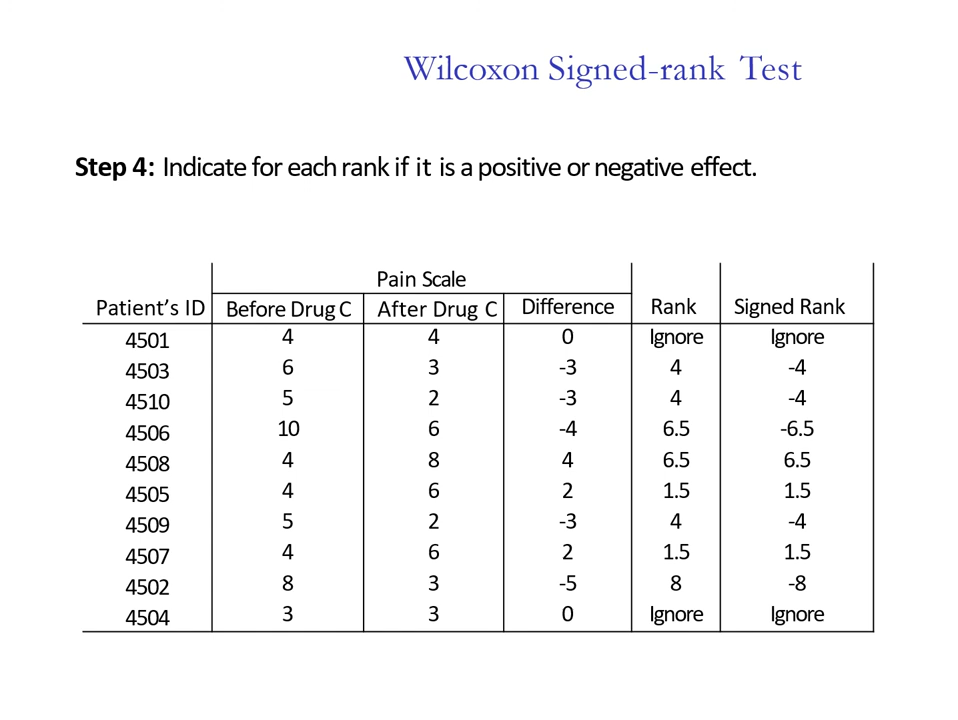 Wilcoxon Signed-rank Test
Step 4: Indicate for each rank if it is a positive or negative effect.
Pain Scale
Patient's ID Before Drug C After Drug C Difference Rank Signed Rank
4501 4 4 0 Ignore Ignore
4503 6 3 -3 4 -4
4510 5 2 -3 4 -4
4506 10 6 -4 6.5 -6.5
4508 4 8 4 6.5 6.5
4505 4 6 2 1.5 1.5
4509 5 2 -3 4 -4
4507 4 6 2 1.5 1.5
4502 8 3 -5 8 -8
4504 3 3 0 Ignore Ignore